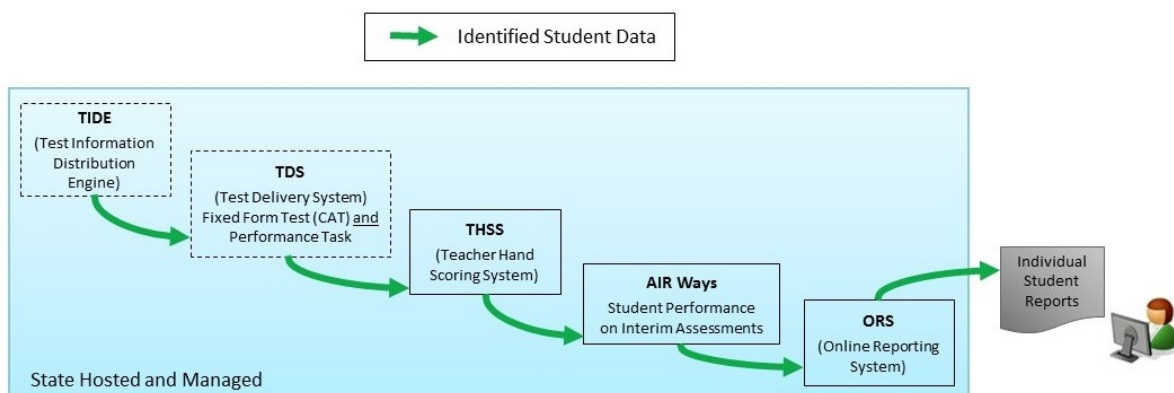 Identified Student Data
TIDE
(Test Information
Distribution
Engine)
TDS
(Test Delivery System)
Fixed Form Test (CAT) and
Performance Task
THSS
(Teacher Hand
Scoring System)
AIR Ways
Student Performance
on Interim Assessments
ORS
(Online Reporting
System)
Individual
Student
Reports
State Hosted and Managed